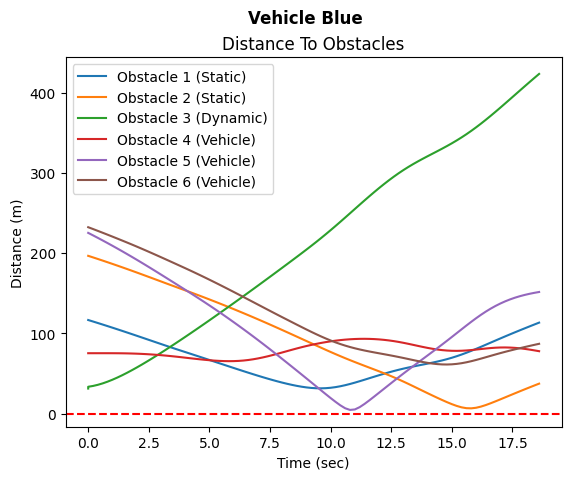 Vehicle Blue
Distance To Obstacles
Obstacle 1 (Static)
Obstacle 2 (Static)
Obstacle 3 (Dynamic)
Obstacle 4 (Vehicle)
Obstacle 5 (Vehicle)
Obstacle 6 (Vehicle)
Distance (m)
400
300
200
100
0
0.0 2.5 5.0 7.5 10.0 12.5 15.0 17.5
Time (sec)